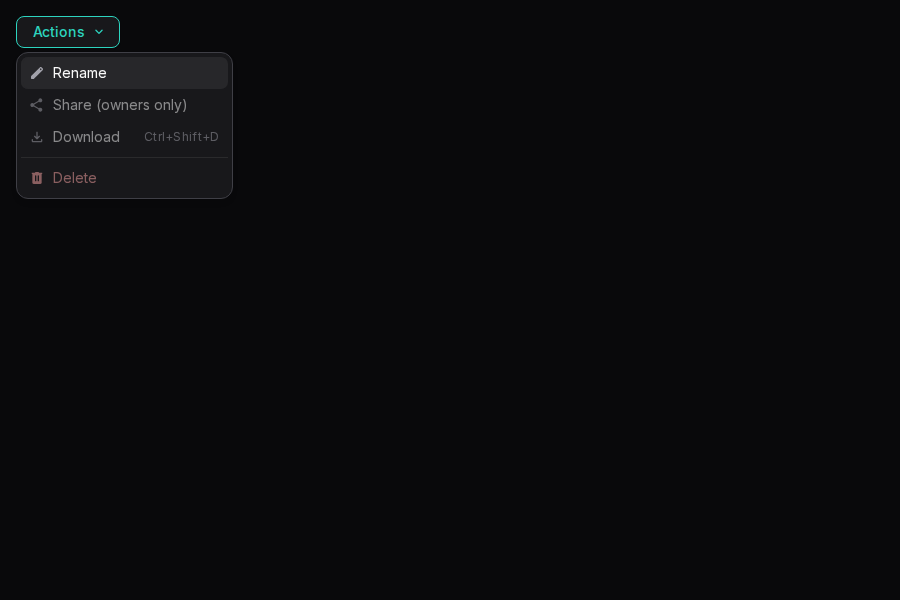 Actions
Rename
Share (owners only)
Download Ctrl+Shift+D
Delete